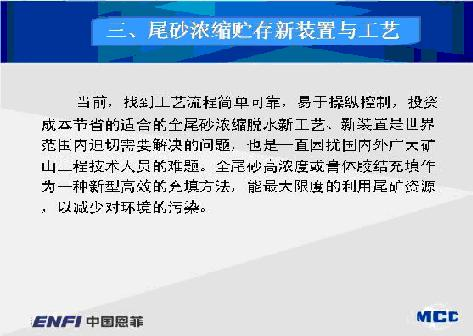 三、尾砂浓缩贮存新装置与工艺
当前，找到工艺流程简单可靠，易于操纵控制，投资
成本节省的适合的全尾砂浓缩脱水新工艺、新装置是世界
范围内迫切需要解决的问题，也是一直困扰国内外广大矿
山工程技术人员的难题。全尾砂高浓度或膏体胶结充填作
为一种新型高效的充填方法，能最大限度的利用尾矿资源
，以减少对环境的污染。
ENFI 中国恩菲
MCC